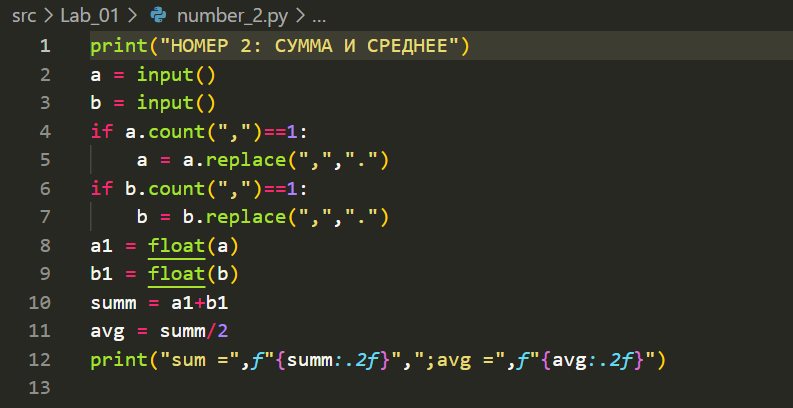 src > Lab_01 > number_2.py > ...
1 print("НОМЕР 2: СУММА И СРЕДНЕЕ")
2 a = input()
3 b = input()
4 if a.count(",")==1:
5     a = a.replace(",",".")
6 if b.count(",")==1:
7     b = b.replace(",",".")
8 a1 = float(a)
9 b1 = float(b)
10 summ = a1+b1
11 avg = summ/2
12 print("sum =",f"{summ:.2f}",";avg =",f"{avg:.2f}")
13